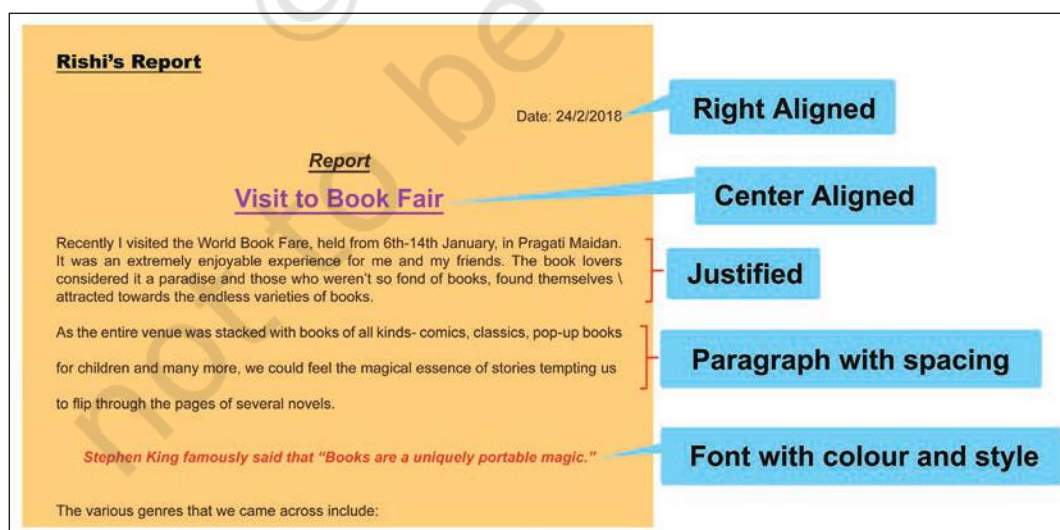 Rishi's Report
Date: 24/2/2018
Right Aligned
Report
Visit to Book Fair
Center Aligned
Recently I visited the World Book Fare, held from 6th-14th January, in Pragati Maidan.
It was an extremely enjoyable experience for me and my friends. The book lovers
considered it a paradise and those who weren't so fond of books, found themselves \
attracted towards the endless varieties of books.
Justified
As the entire venue was stacked with books of all kinds- comics, classics, pop-up books
for children and many more, we could feel the magical essence of stories tempting us
to flip through the pages of several novels.
Paragraph with spacing
Stephen King famously said that “Books are a uniquely portable magic.”
Font with colour and style
The various genres that we came across include:
not to be